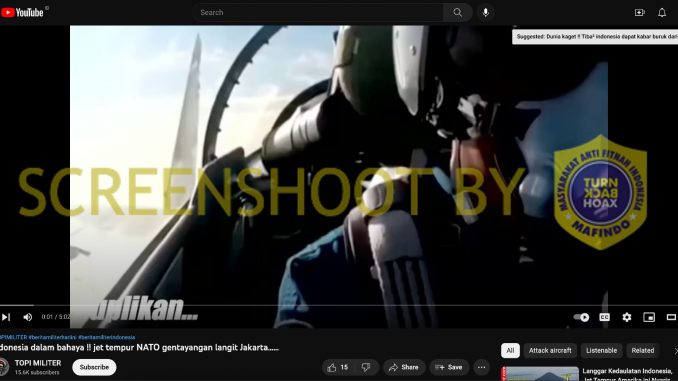 YouTube
ID
Search
Suggested: Dunia kaget !! Tiba² indonesia dapat kabar buruk dari
SCREENSHOOT BY
MASYARAKAT ANTI FITNAH INDONESIA
TURN
BACK
HOAX
MAFINDO
uplikan...
0:01 / 5:02
CC
OPIMILITER #beritamiliterhariini #beritamiliterindonesia
ndonesia dalam bahaya !! jet tempur NATO gentayangan langit Jakarta.....
TOPI MILITER
15.6K subscribers
Subscribe
15
Share
Save
All
Attack aircraft
Listenable
Related
Langgar Kedaulatan Indonesia,
Jet Tempur Amerika ini Nyaris